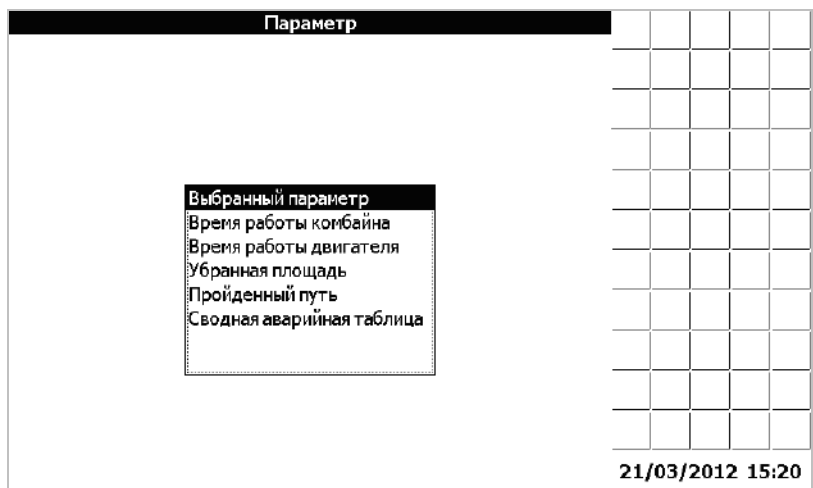 Параметр
Выбранный параметр
Время работы комбайна
Время работы двигателя
Убранная площадь
Пройденный путь
Сводная аварийная таблица
21/03/2012 15:20